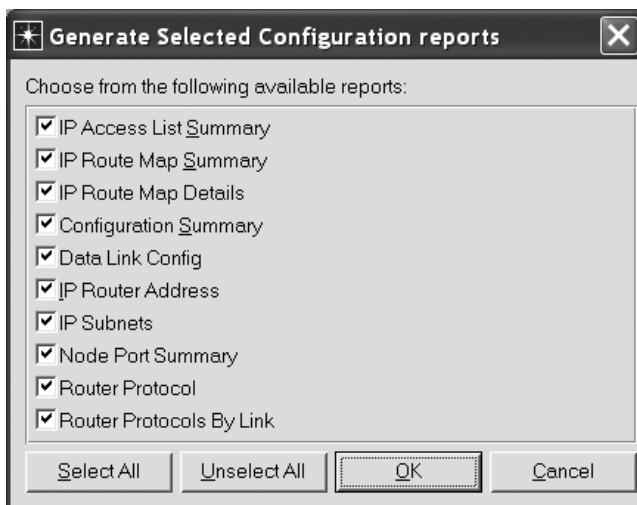 Generate Selected Configuration reports
Choose from the following available reports:
IP Access List Summary
IP Route Map Summary
IP Route Map Details
Configuration Summary
Data Link Config
IP Router Address
IP Subnets
Node Port Summary
Router Protocol
Router Protocols By Link
Select All Unselect All OK Cancel